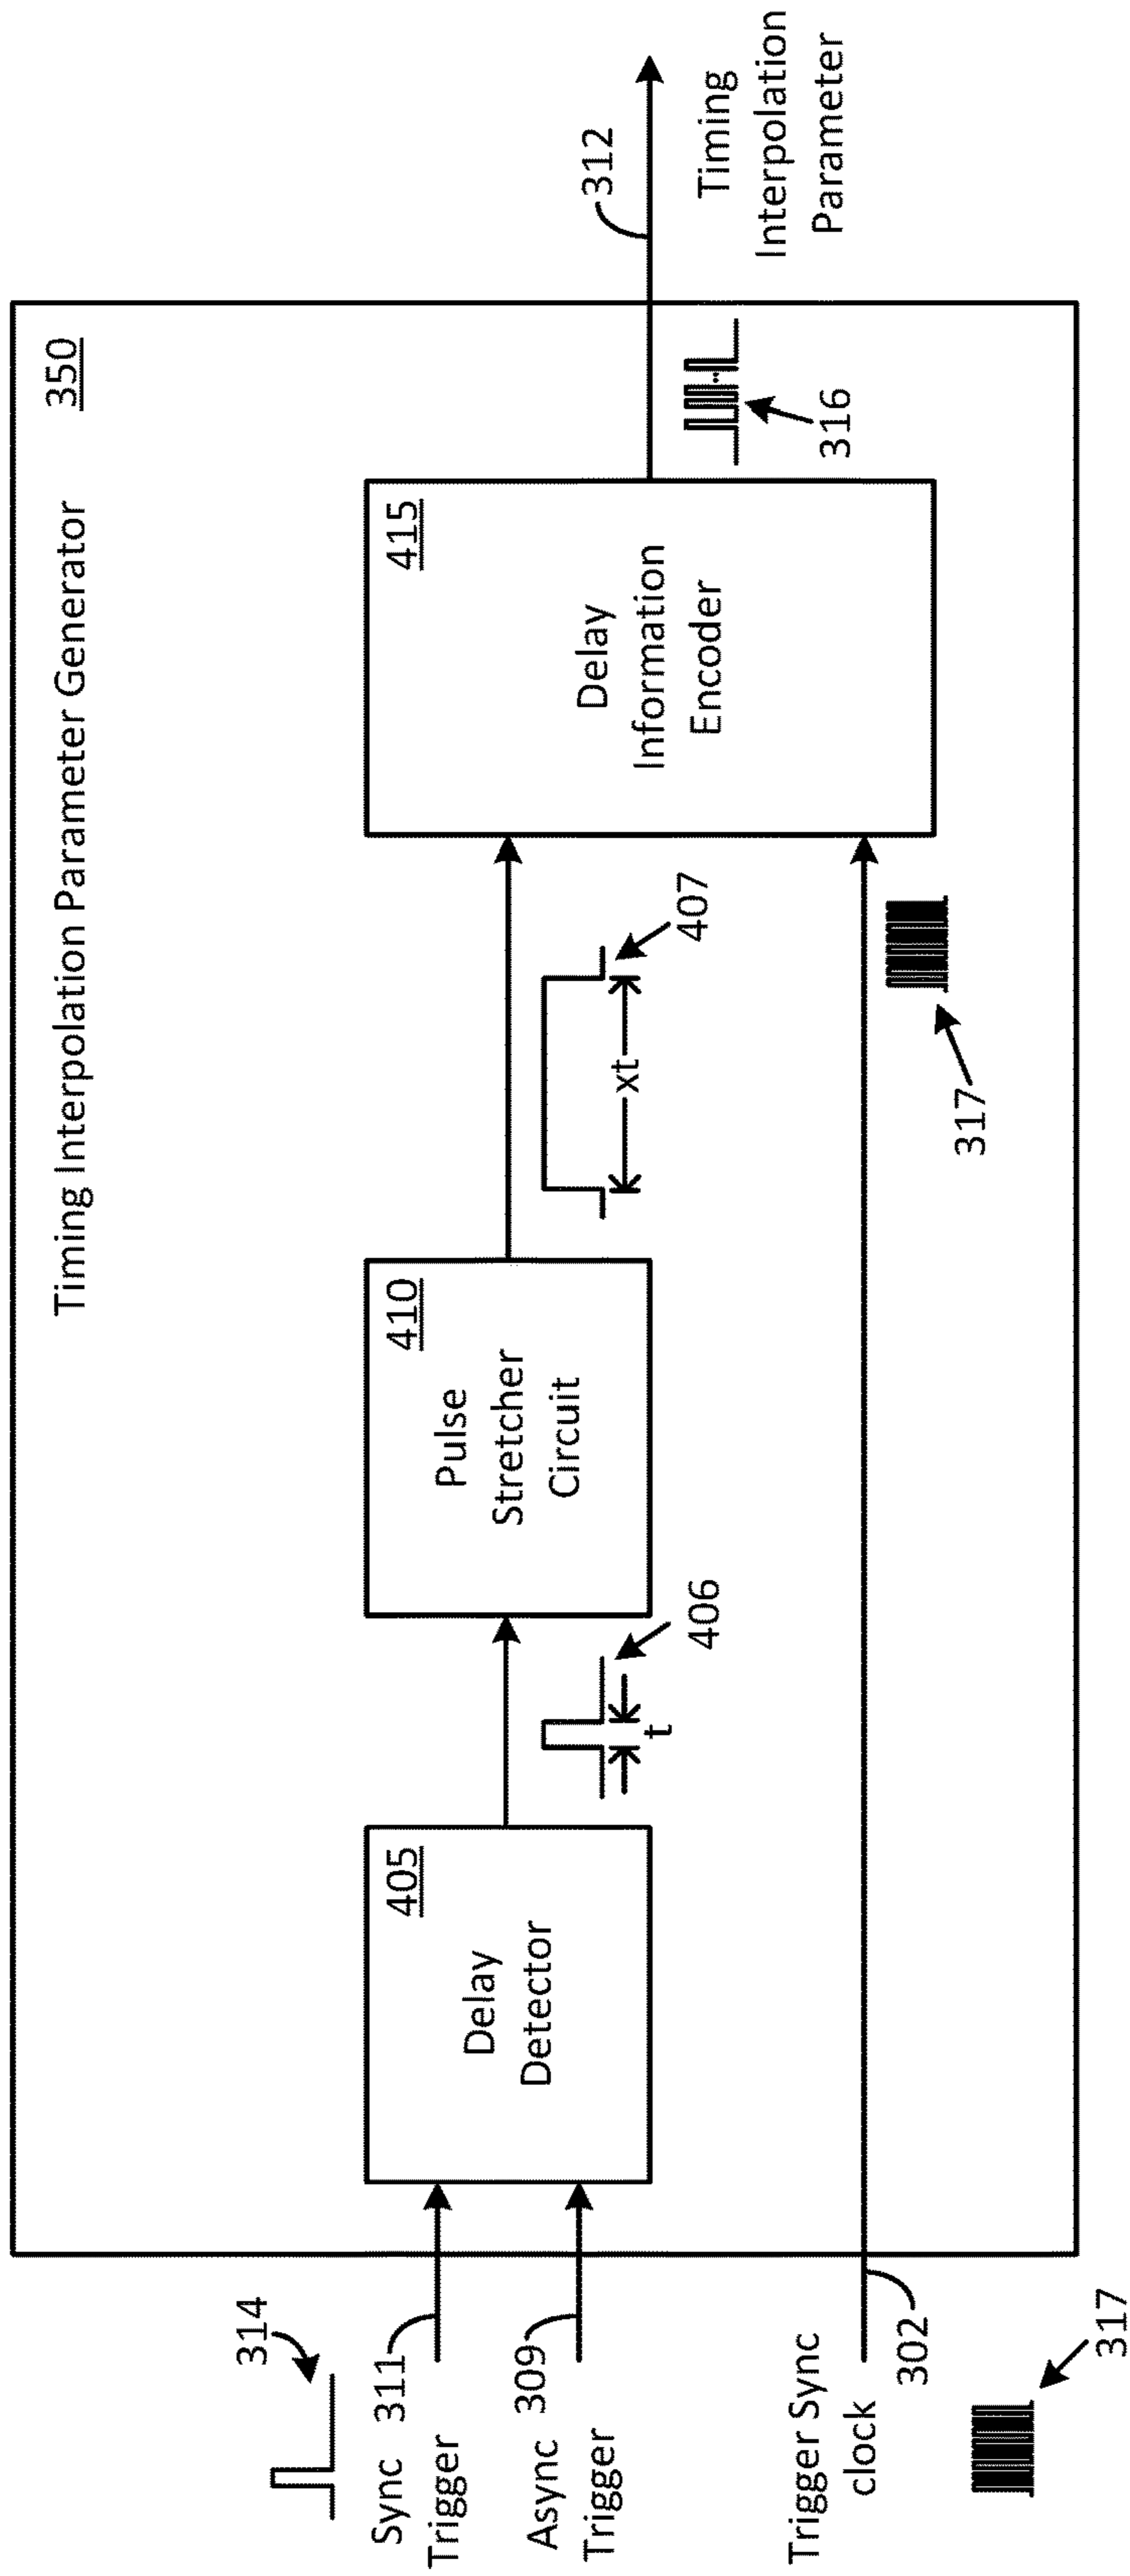 Timing Interpolation Parameter Generator
350
314
Sync
Trigger
311
Async
Trigger
309
Trigger Sync
clock
302
317
405
Delay
Detector
406
t
410
Pulse
Stretcher
Circuit
407
xt
317
415
Delay
Information
Encoder
316
312
Timing
Interpolation
Parameter